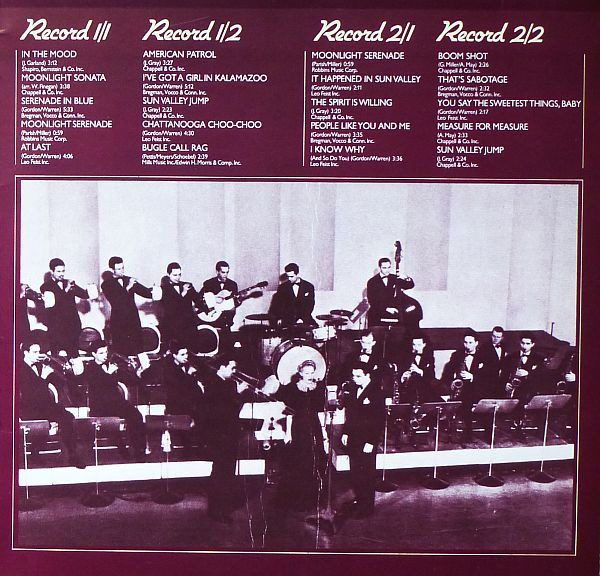 Record 1/1
IN THE MOOD
(J. Garland) 3:12
Shapiro, Bernstein & Co. Inc.
MOONLIGHT SONATA
(arr. W. Finegan) 3:38
Chappell & Co. Inc.
SERENADE IN BLUE
(Gordon/Warren) 5:33
Bregman, Vocco & Conn. Inc.
MOONLIGHT SERENADE
(Parish/Miller) 0:59
Robbins Music Corp.
AT LAST
(Gordon/Warren) 4:06
Leo Feist Inc.
Record 1/2
AMERICAN PATROL
(J. Gray) 2:27
Chappell & Co. Inc.
I'VE GOT A GIRL IN KALAMAZOO
(Gordon/Warren) 5:12
Bregman, Vocco & Conn. Inc.
SUN VALLEY JUMP
(J. Gray) 2:23
Chappell & Co. Inc.
CHATTANOOGA CHOO-CHOO
(Gordon/Warren) 4:30
Leo Feist Inc.
BUGLE CALL RAG
(Pettis/Meyers/Schoebel) 2:39
Mills Music Inc./Edwin H. Morris & Comp. Inc.
Record 2/1
MOONLIGHT SERENADE
(Parish/Miller) 0:59
Robbins Music Corp.
IT HAPPENED IN SUN VALLEY
(Gordon/Warren) 2:11
Leo Feist Inc.
THE SPIRIT IS WILLING
(J. Gray) 3:20
Chappell & Co. Inc.
PEOPLE LIKE YOU AND ME
(Gordon/Warren) 3:35
Bregman, Vocco & Conn. Inc.
I KNOW WHY
(And So Do You) (Gordon/Warren) 3:36
Leo Feist Inc.
Record 2/2
BOOM SHOT
(G. Miller/A. May) 2:26
Chappell & Co. Inc.
THAT'S SABOTAGE
(Gordon/Warren) 2:32
Bregman, Vocco & Conn. Inc.
YOU SAY THE SWEETEST THINGS, BABY
(Gordon/Warren) 2:17
Leo Feist Inc.
MEASURE FOR MEASURE
(A. May) 2:33
Chappell & Co. Inc.
SUN VALLEY JUMP
(J. Gray) 2:24
Chappell & Co. Inc.